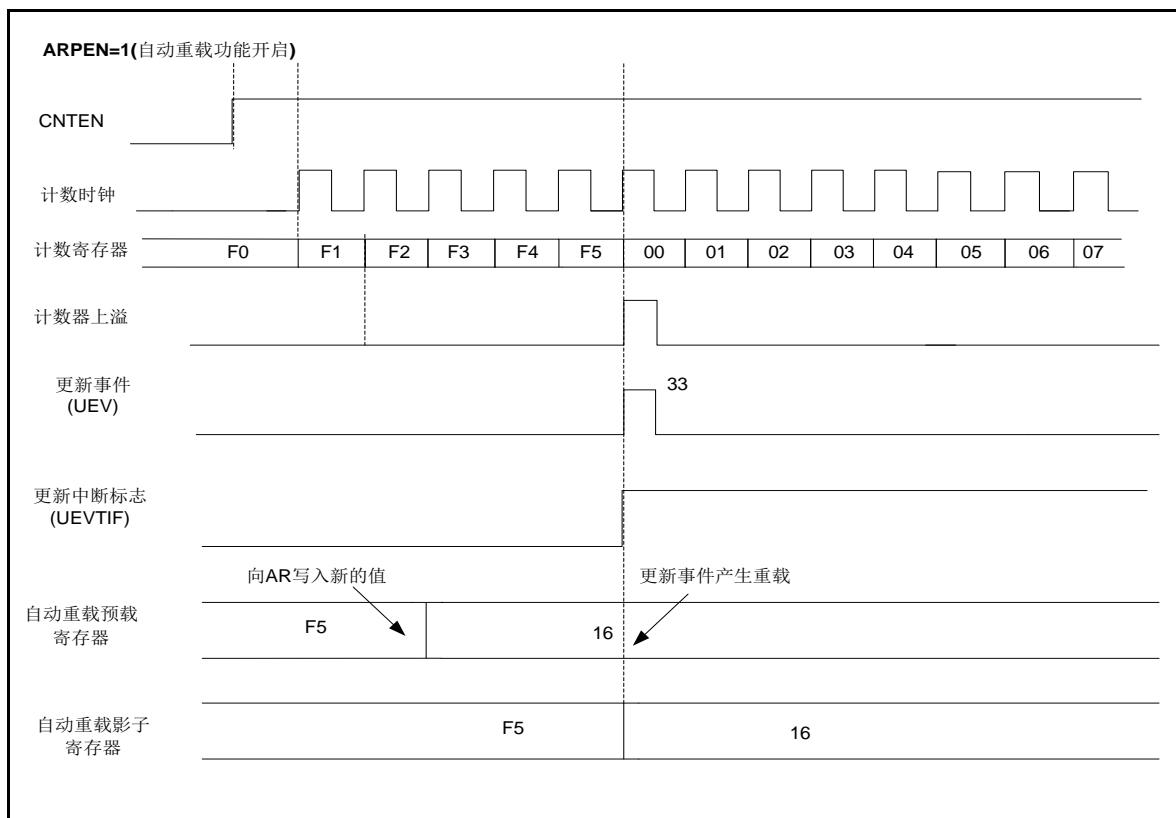 ARPEN=1(自动重载功能开启)
CNTEN
计数时钟
计数寄存器
F0 F1 F2 F3 F4 F5 00 01 02 03 04 05 06 07
计数器上溢
更新事件
(UEV)
33
更新中断标志
(UEVTIF)
向AR写入新的值
更新事件产生重载
自动重载预载
寄存器
F5
16
自动重载影子
寄存器
F5
16